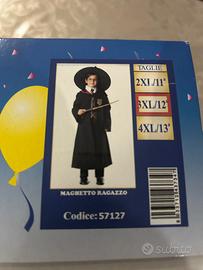 TAGLIE
2XL/11°
3XL/12°
4XL/13°
MAGHETTO RAGAZZO
Codice: 57127
Subito